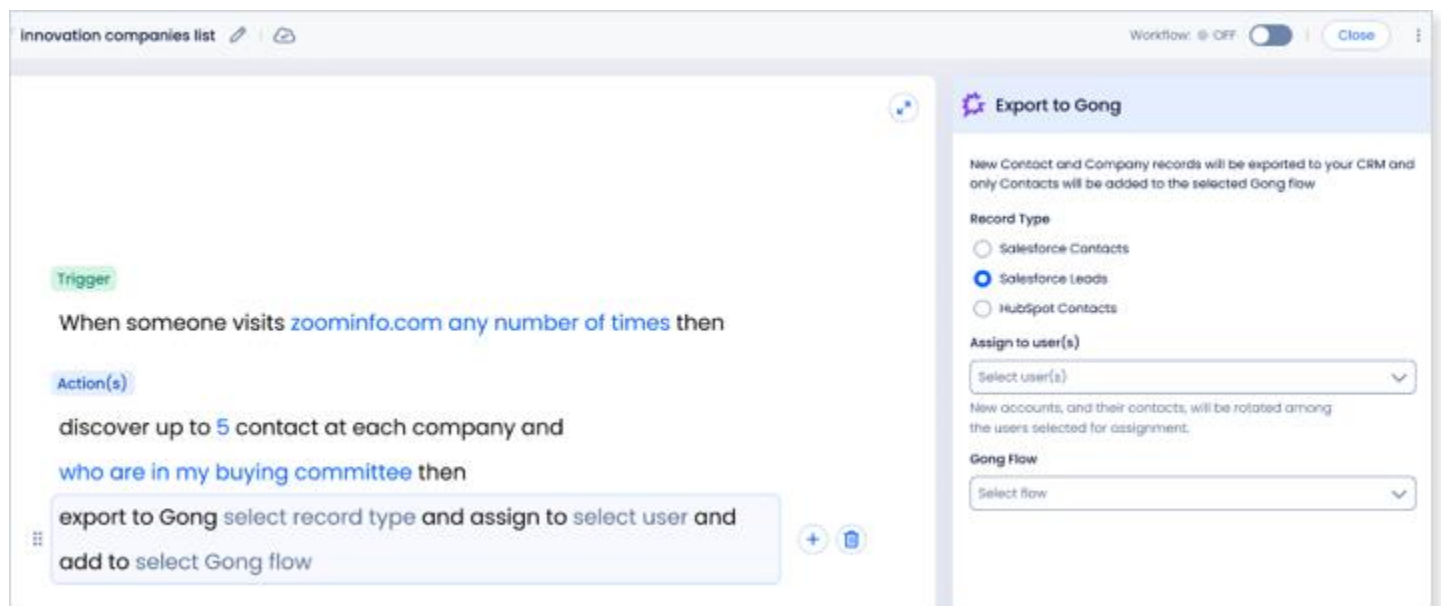 innovation companies list
Workflow: OFF
Close
Export to Gong
New Contact and Company records will be exported to your CRM and
only Contacts will be added to the selected Gong flow
Record Type
Salesforce Contacts
Salesforce Leads
HubSpot Contacts
Assign to user(s)
Select user(s)
New accounts, and their contacts, will be rotated among
the users selected for assignment.
Gong Flow
Select flow
Trigger
When someone visits zoominfo.com any number of times then
Action(s)
discover up to 5 contact at each company and
who are in my buying committee then
export to Gong select record type and assign to select user and
add to select Gong flow